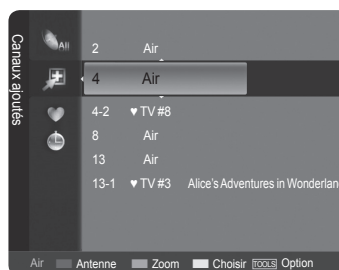 Canaux ajoutés
All
2 Air
4 Air
4-2 ♥ TV #8
8 Air
13 Air
13-1 ♥ TV #3 Alice's Adventures in Wonderlan
Air Antenne Zoom Choisir TOOLS Option